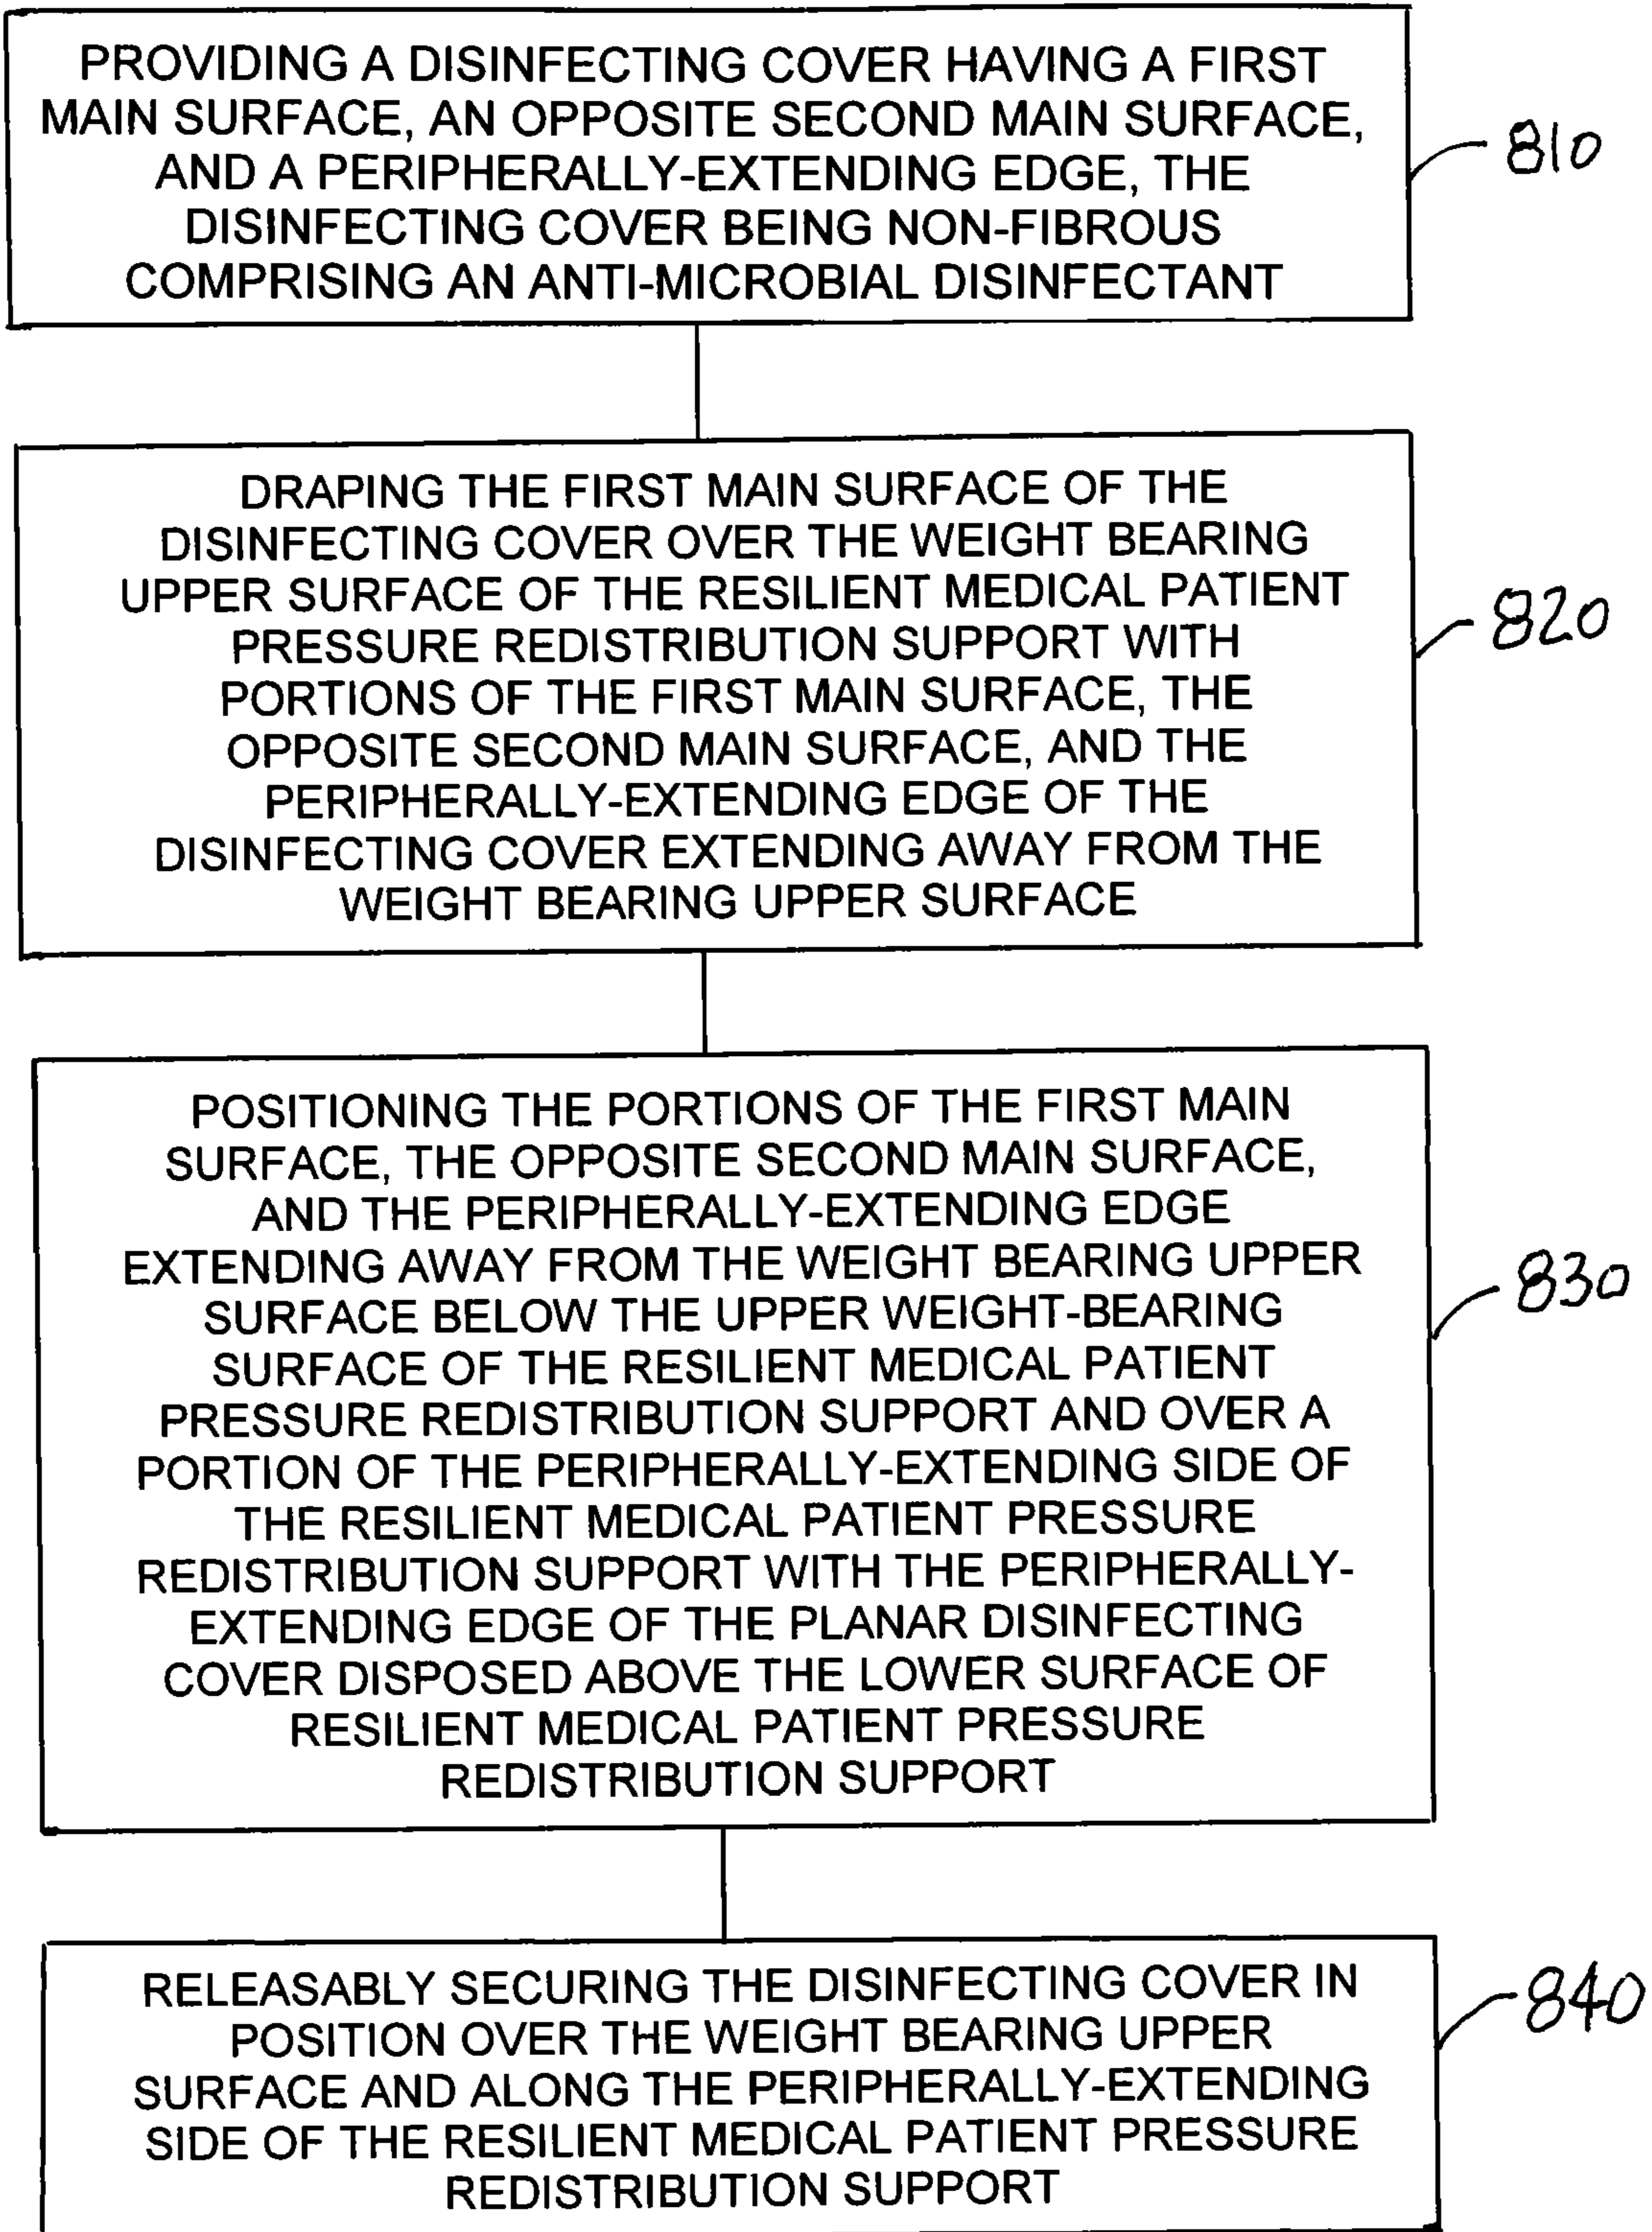 PROVIDING A DISINFECTING COVER HAVING A FIRST
MAIN SURFACE, AN OPPOSITE SECOND MAIN SURFACE,
AND A PERIPHERALLY-EXTENDING EDGE, THE
DISINFECTING COVER BEING NON-FIBROUS
COMPRISING AN ANTI-MICROBIAL DISINFECTANT
810
DRAPING THE FIRST MAIN SURFACE OF THE
DISINFECTING COVER OVER THE WEIGHT BEARING
UPPER SURFACE OF THE RESILIENT MEDICAL PATIENT
PRESSURE REDISTRIBUTION SUPPORT WITH
PORTIONS OF THE FIRST MAIN SURFACE, THE
OPPOSITE SECOND MAIN SURFACE, AND THE
PERIPHERALLY-EXTENDING EDGE OF THE
DISINFECTING COVER EXTENDING AWAY FROM THE
WEIGHT BEARING UPPER SURFACE
820
POSITIONING THE PORTIONS OF THE FIRST MAIN
SURFACE, THE OPPOSITE SECOND MAIN SURFACE,
AND THE PERIPHERALLY-EXTENDING EDGE
EXTENDING AWAY FROM THE WEIGHT BEARING UPPER
SURFACE BELOW THE UPPER WEIGHT-BEARING
SURFACE OF THE RESILIENT MEDICAL PATIENT
PRESSURE REDISTRIBUTION SUPPORT AND OVER A
PORTION OF THE PERIPHERALLY-EXTENDING SIDE OF
THE RESILIENT MEDICAL PATIENT PRESSURE
REDISTRIBUTION SUPPORT WITH THE PERIPHERALLY-
EXTENDING EDGE OF THE PLANAR DISINFECTING
COVER DISPOSED ABOVE THE LOWER SURFACE OF
RESILIENT MEDICAL PATIENT PRESSURE
REDISTRIBUTION SUPPORT
830
RELEASABLY SECURING THE DISINFECTING COVER IN
POSITION OVER THE WEIGHT BEARING UPPER
SURFACE AND ALONG THE PERIPHERALLY-EXTENDING
SIDE OF THE RESILIENT MEDICAL PATIENT PRESSURE
REDISTRIBUTION SUPPORT
840